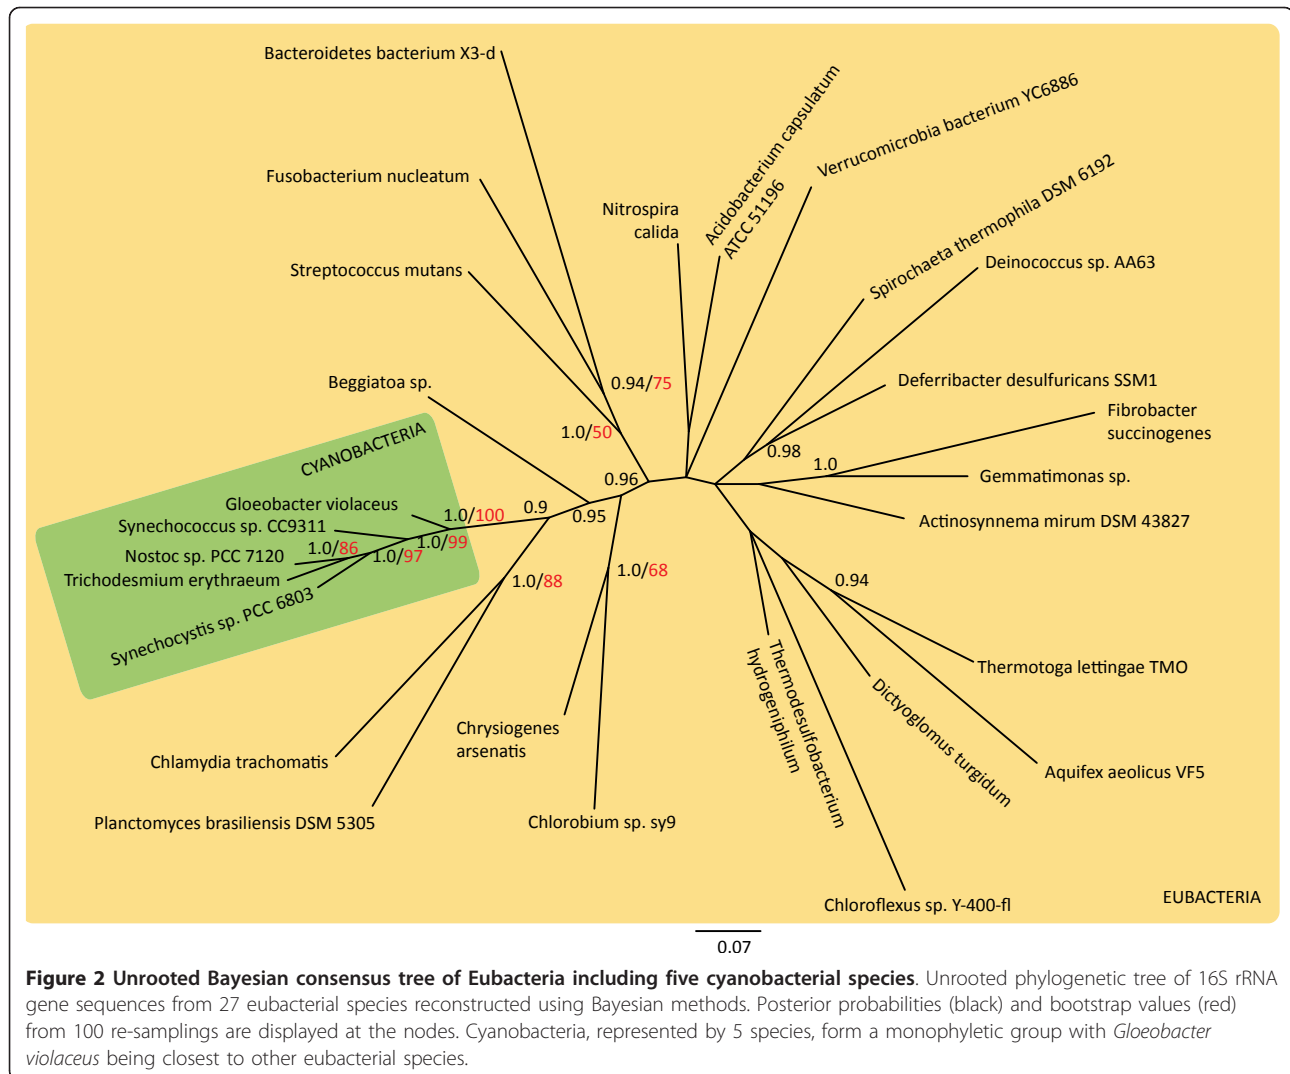 Bacteroidetes bacterium X3-d
Fusobacterium nucleatum
Streptococcus mutans
Beggiatoa sp.
Nitrospira
calida
Acidobacterium capsulatum
ATCC 51196
Verrucomicrobia bacterium YC6886
Spirochaeta thermophila DSM 6192
Deinococcus sp. AA63
Deferribacter desulfuricans SSM1
Fibrobacter
succinogenes
Gemmatimonas sp.
Actinosynnema mirum DSM 43827
0.94/75
1.0/50
0.96
0.98
1.0
CYANOBACTERIA
Gloeobacter violaceus
Synechococcus sp. CC9311
Nostoc sp. PCC 7120
Trichodesmium erythraeum
Synechocystis sp. PCC 6803
1.0/100
0.9
0.95
1.0/86
1.0/97
1.0/99
1.0/88
1.0/68
0.94
Chlamydia trachomatis
Planctomyces brasiliensis DSM 5305
Chrysiogenes
arsenatis
Chlorobium sp. sy9
Thermodesulfobacterium
hydrogeniphilum
Dictyoglomus turgidum
Thermotoga lettingae TMO
Aquifex aeolicus VF5
Chloroflexus sp. Y-400-fl
EUBACTERIA
0.07
Figure 2 Unrooted Bayesian consensus tree of Eubacteria including five cyanobacterial species. Unrooted phylogenetic tree of 16S rRNA
gene sequences from 27 eubacterial species reconstructed using Bayesian methods. Posterior probabilities (black) and bootstrap values (red)
from 100 re-samplings are displayed at the nodes. Cyanobacteria, represented by 5 species, form a monophyletic group with Gloeobacter
violaceus being closest to other eubacterial species.